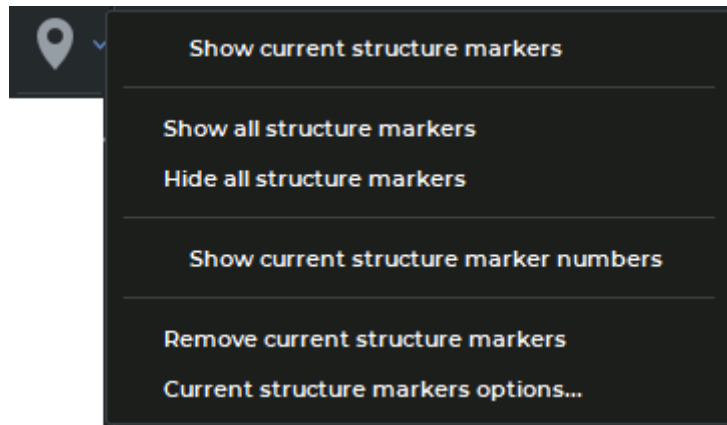 Show current structure markers
Show all structure markers
Hide all structure markers
Show current structure marker numbers
Remove current structure markers
Current structure markers options...